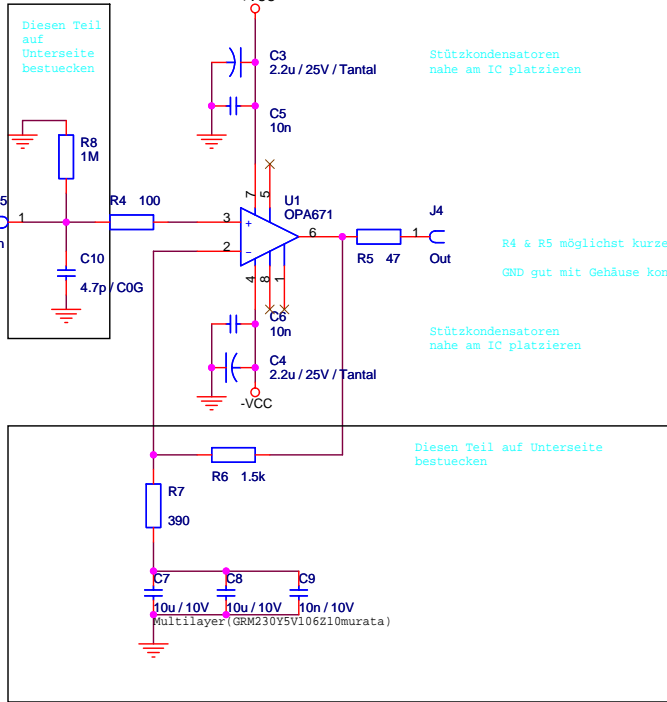 Diesen Teil
auf
Unterseite
bestuecken
C3
2.2u / 25V / Tantal
Stützkondensatoren
nahe am IC platzieren
C5
10n
R8
1M
R4 100
7
5
U1
OPA671
3
+
2
-
6
4
8
1
5
1
J4
1
R5 47
Out
R4 & R5 möglichst kurze
GND gut mit Gehäuse kon
C10
4.7p / C0G
C6
10n
Stützkondensatoren
nahe am IC platzieren
C4
2.2u / 25V / Tantal
-VCC
Diesen Teil auf Unterseite
bestuecken
R6 1.5k
R7
390
C7 C8 C9
10u / 10V 10u / 10V 10n / 10V
Multilayer(GRM230Y5V106Z10murata)